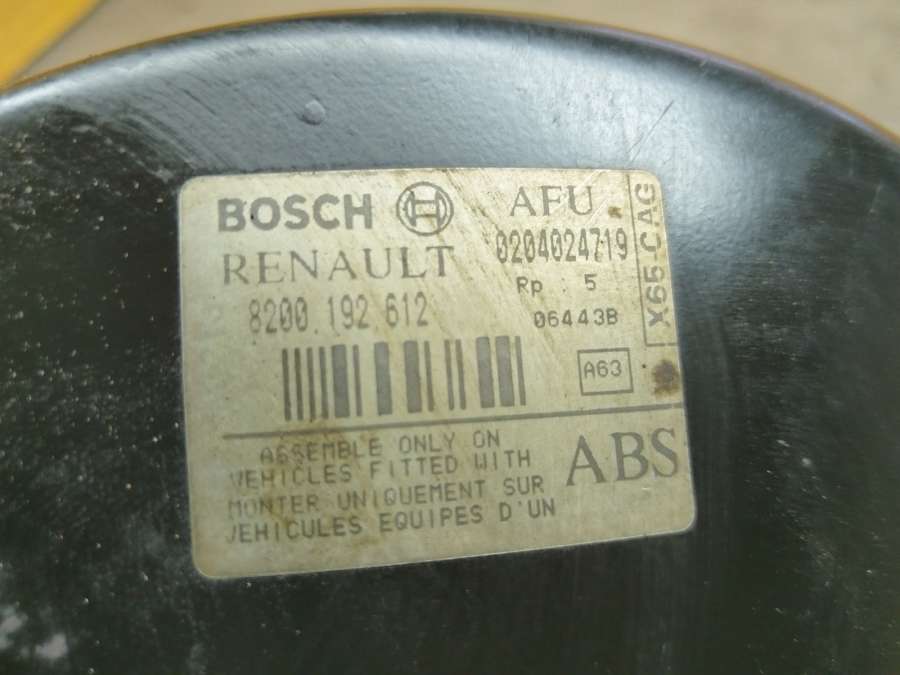 BOSCH AFU
0204024719
RENAULT
Rp 5
8200 192 612
06443B
X65-CAG
A63
ASSEMBLE ONLY ON
VEHICLES FITTED WITH
ABS
MONTER UNIQUEMENT SUR
VEHICULES EQUIPES D'UN